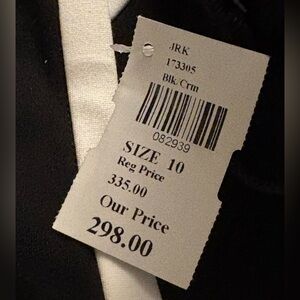 JRK
173305
Blk/Crm
082939
SIZE 10
Reg Price
335.00
Our Price
298.00